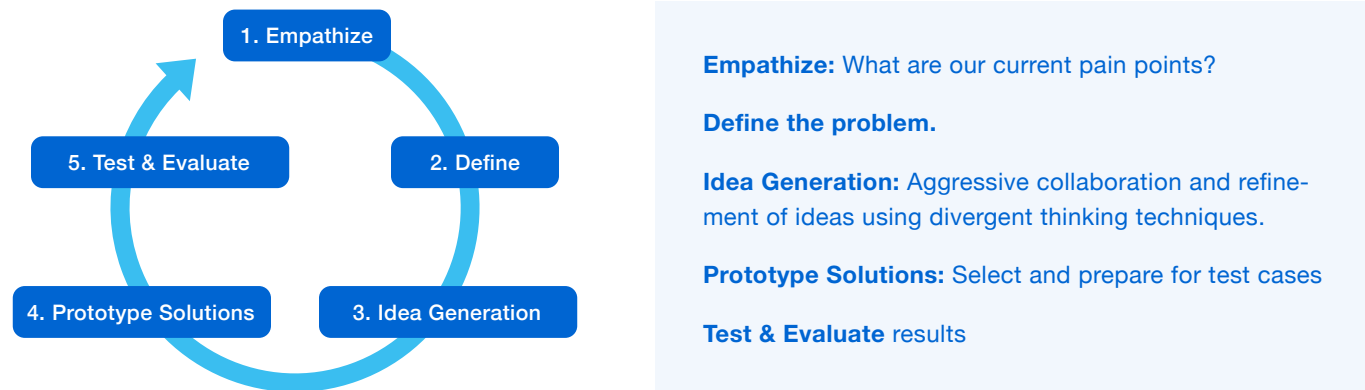 1. Empathize
2. Define
3. Idea Generation
4. Prototype Solutions
5. Test & Evaluate
Empathize: What are our current pain points?
Define the problem.
Idea Generation: Aggressive collaboration and refine-
ment of ideas using divergent thinking techniques.
Prototype Solutions: Select and prepare for test cases
Test & Evaluate results